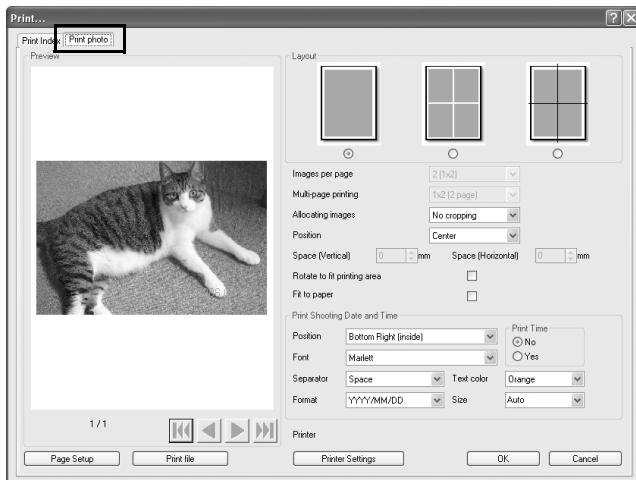 Print...
Print Index Print photo
Preview
Layout
Images per page 2 (1x2)
Multi-page printing 1x2 (2 page)
Allocating images No cropping
Position Center
Space (Vertical) 0 mm Space (Horizontal) 0 mm
Rotate to fit printing area
Fit to paper
Print Shooting Date and Time
Position Bottom Right (inside)
Print Time
No
Font Marlett
Yes
Separator Space Text color Orange
Format YYYY/MM/DD Size Auto
1 / 1
Printer
Page Setup Print file Printer Settings OK Cancel